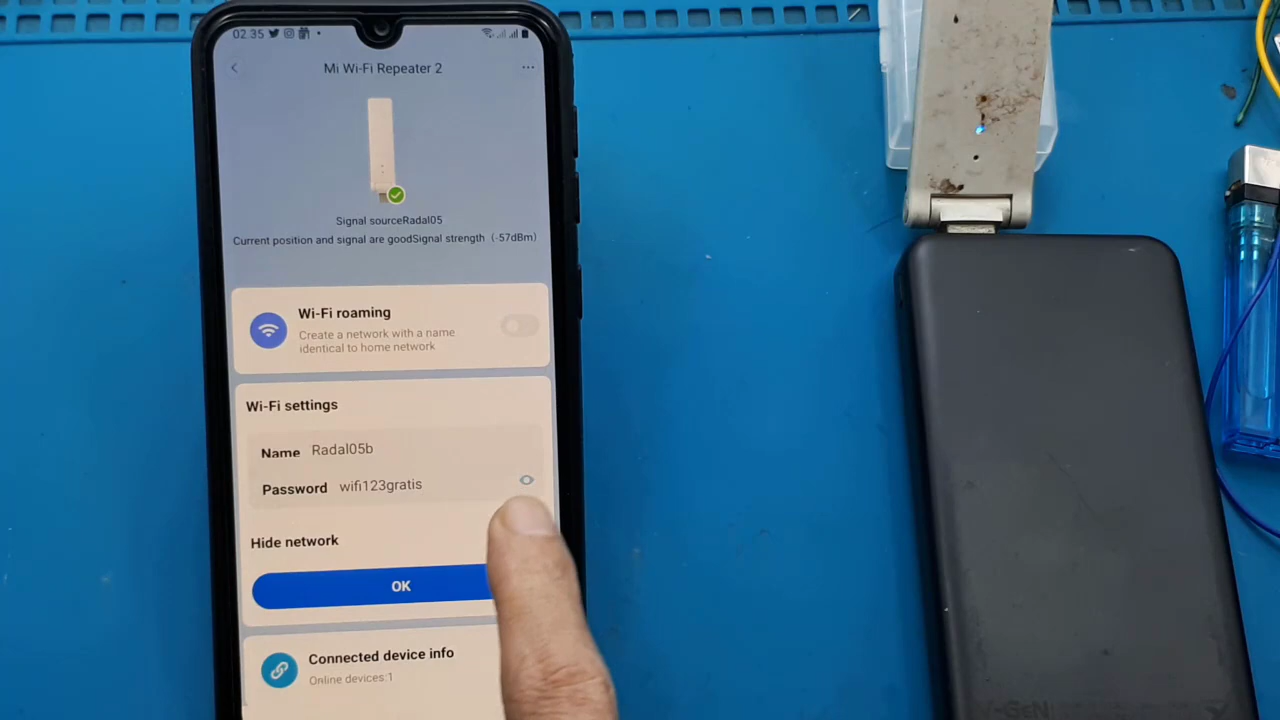 02.35
Mi Wi-Fi Repeater 2
Signal sourceRadal05
Current position and signal are goodSignal strength (-57dBm)
Wi-Fi roaming
Create a network with a name
identical to home network
Wi-Fi settings
Name Radal05b
Password wifi123gratis
Hide network
OK
Connected device info
Online devices:1
V-GeN